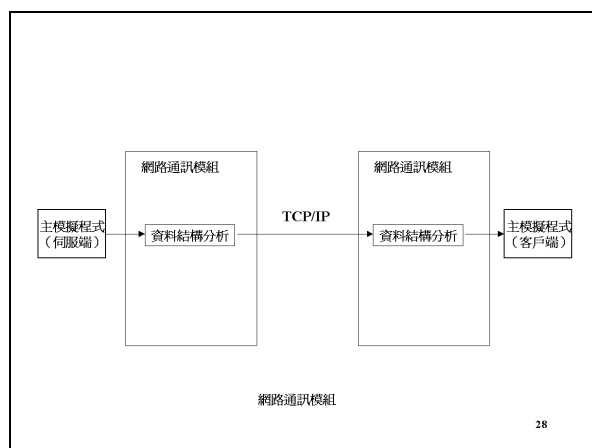 網路通訊模組
網路通訊模組
主模擬程式
（伺服端）
資料結構分析
TCP/IP
資料結構分析
主模擬程式
（客戶端）
網路通訊模組
28